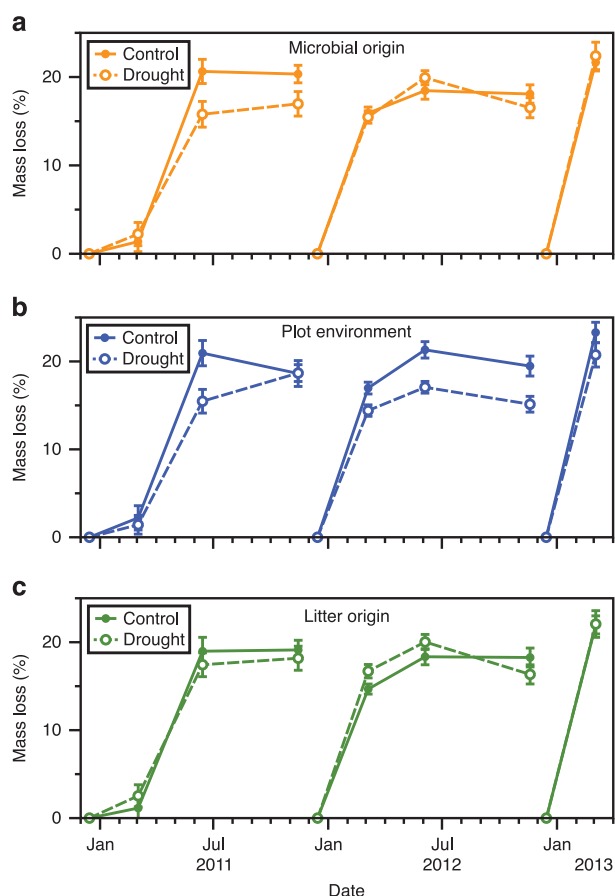 a
Microbial origin
Control
Drought
Mass loss (%)
20
10
0
b
Plot environment
Control
Drought
Mass loss (%)
20
10
0
c
Litter origin
Control
Drought
Mass loss (%)
20
10
0
Jan Jul Jan Jul Jan
2011 2012 2013
Date